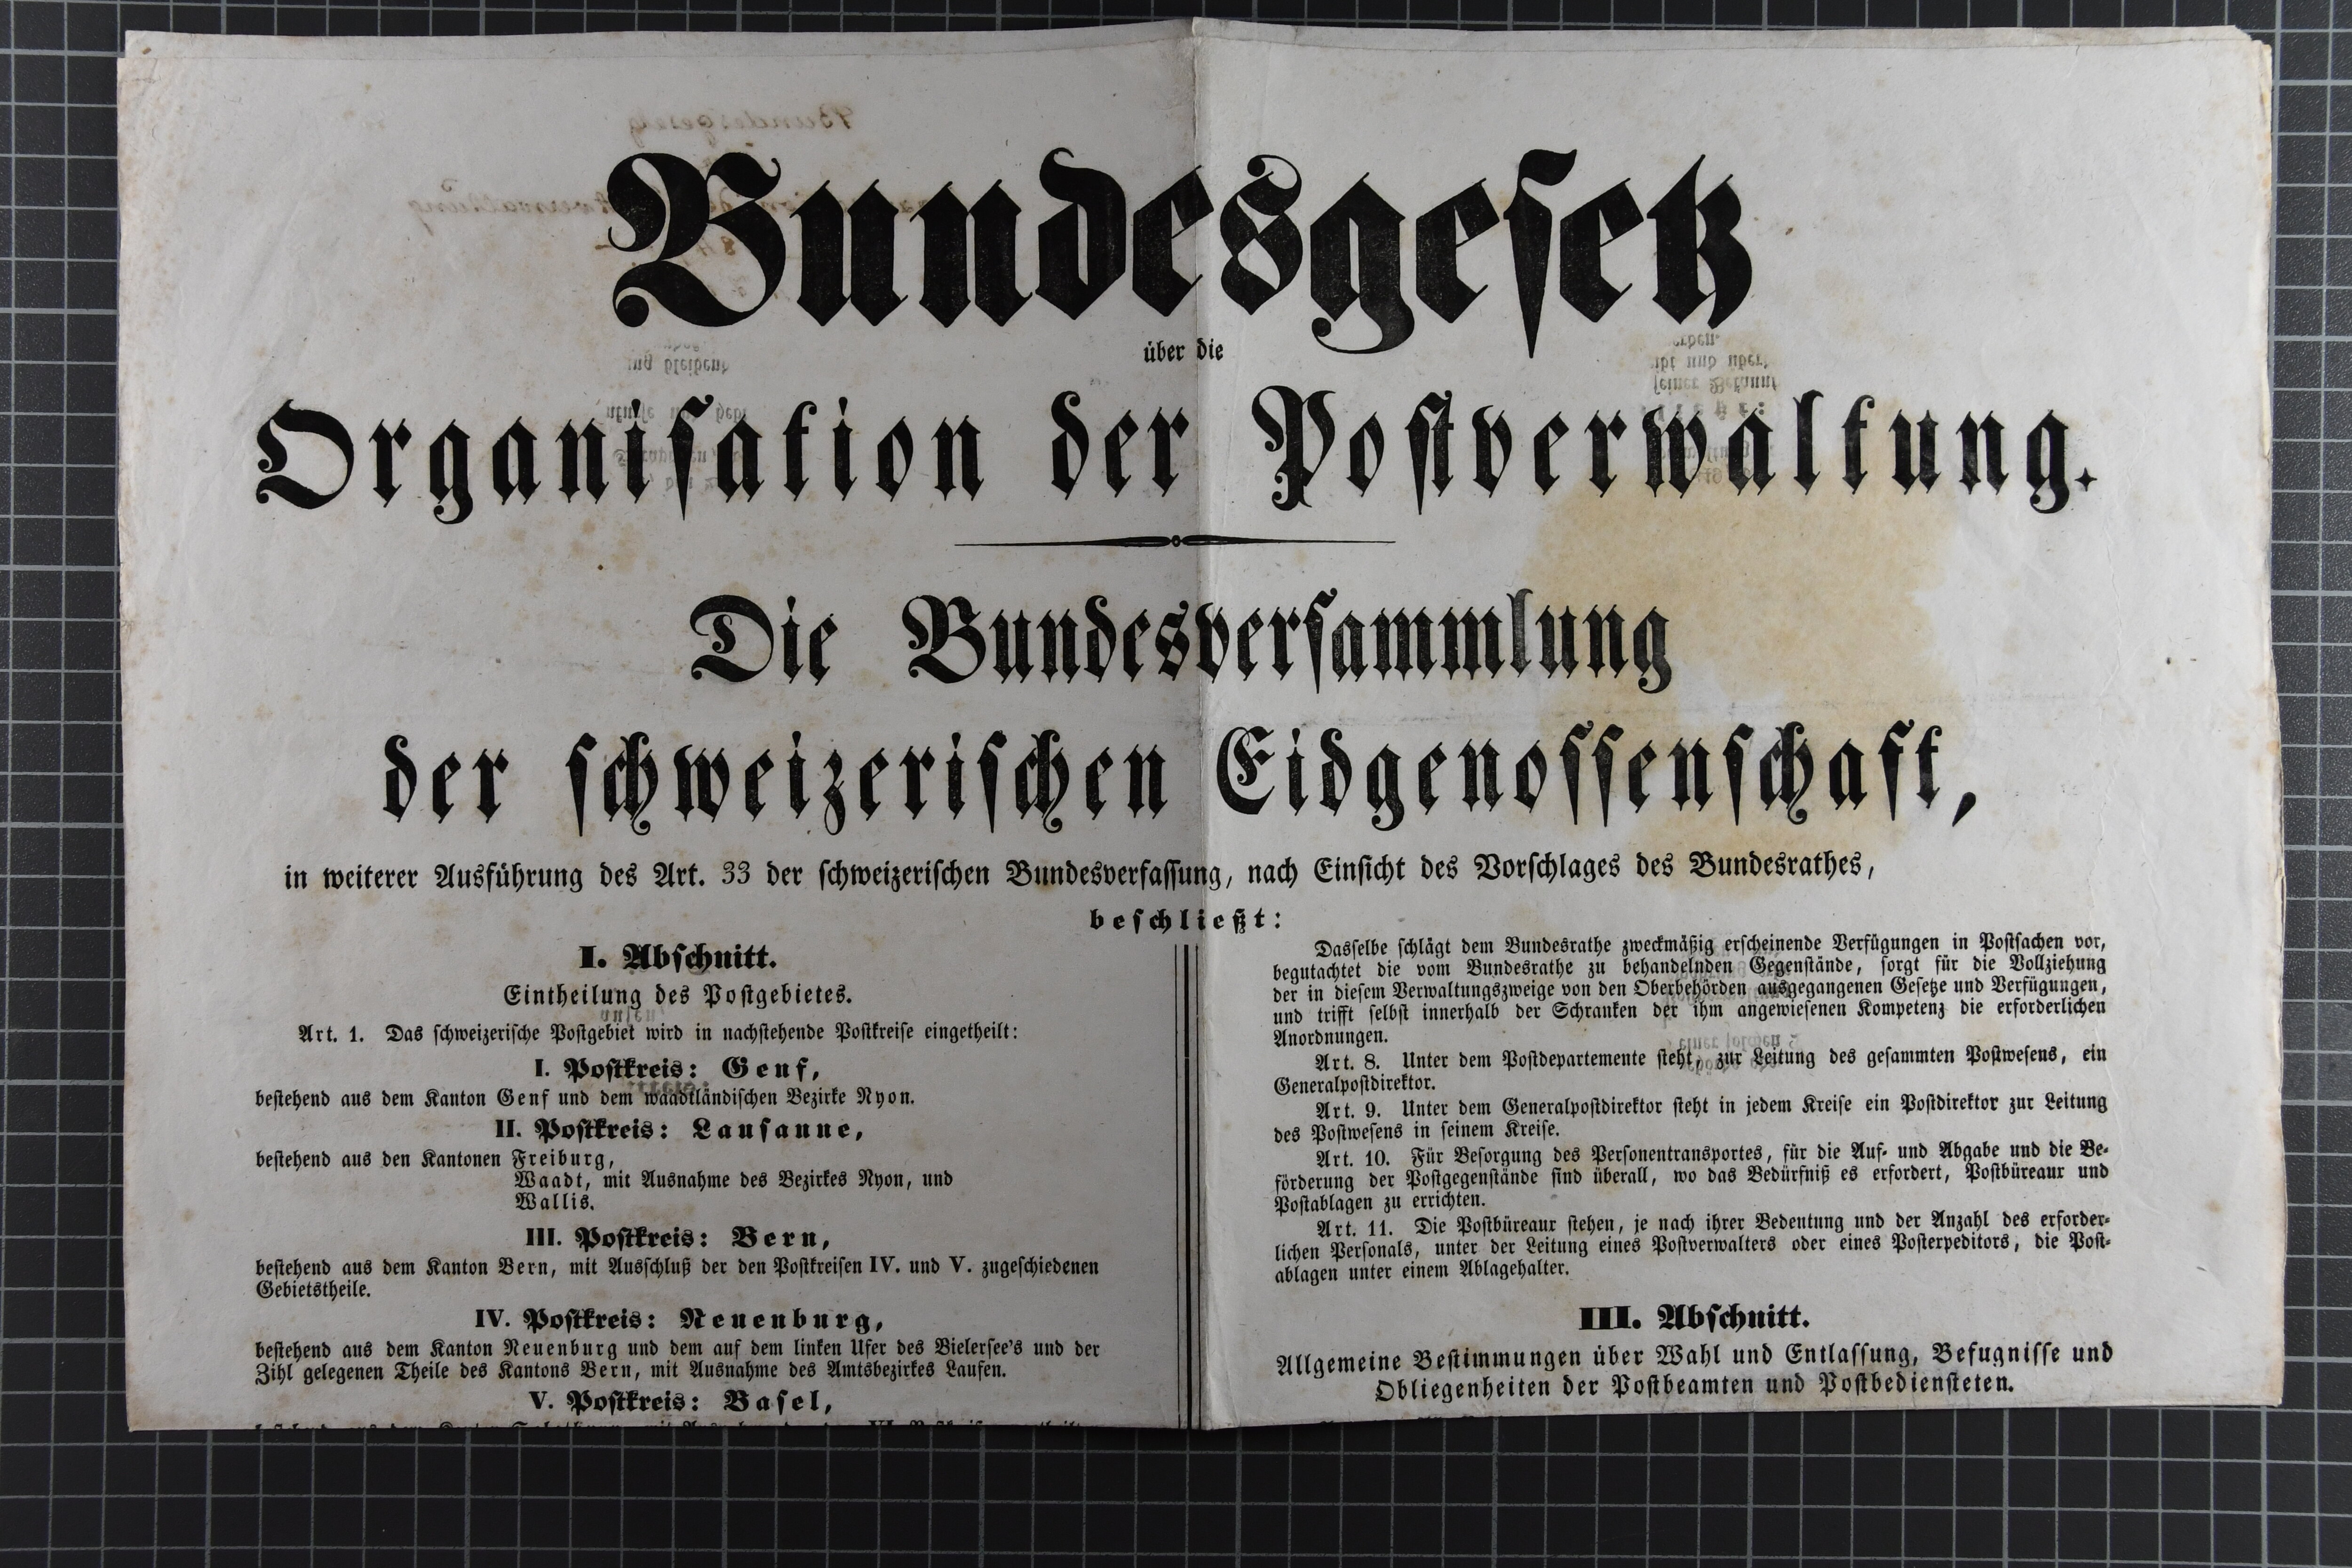 Bundesgesetz
über die
Organisation der Postverwaltung.
Die Bundesversammlung
der schweizerischen Eidgenossenschaft,
in weiterer Ausführung des Art. 33 der schweizerischen Bundesverfassung, nach Einsicht des Vorschlages des Bundesrathes,
beschließt:
I. Abschnitt.
Eintheilung des Postgebietes.
Art. 1. Das schweizerische Postgebiet wird in nachstehende Postkreise eingetheilt:
I. Postkreis: Genf,
bestehend aus dem Kanton Genf und dem waadtländischen Bezirke Nyon.
II. Postkreis: Lausanne,
bestehend aus den Kantonen Freiburg,
Waadt, mit Ausnahme des Bezirkes Nyon, und
Wallis.
III. Postkreis: Bern,
bestehend aus dem Kanton Bern, mit Ausschluß der den Postkreisen IV. und V. zugeschiedenen
Gebietstheile.
IV. Postkreis: Neuenburg,
bestehend aus dem Kanton Neuenburg und dem auf dem linken Ufer des Bielersee's und der
Zihl gelegenen Theile des Kantons Bern, mit Ausnahme des Amtsbezirkes Laufen.
V. Postkreis: Basel,
Dasselbe schlägt dem Bundesrathe zweckmäßig erscheinende Verfügungen in Postsachen vor,
begutachtet die vom Bundesrathe zu behandelnden Gegenstände, sorgt für die Vollziehung
der in diesem Verwaltungszweige von den Oberbehörden ausgegangenen Gesetze und Verfügungen,
und trifft selbst innerhalb der Schranken der ihm angewiesenen Kompetenz die erforderlichen
Anordnungen.
Art. 8. Unter dem Postdepartemente steht, zur Leitung des gesammten Postwesens, ein
Generalpostdirektor.
Art. 9. Unter dem Generalpostdirektor steht in jedem Kreise ein Postdirektor zur Leitung
des Postwesens in seinem Kreise.
Art. 10. Für Besorgung des Personentransportes, für die Auf- und Abgabe und die Be-
förderung der Postgegenstände sind überall, wo das Bedürfniß es erfordert, Postbüreaux und
Postablagen zu errichten.
Art. 11. Die Postbüreaux stehen, je nach ihrer Bedeutung und der Anzahl des erforder-
lichen Personals, unter der Leitung eines Postverwalters oder eines Postexpeditors, die Post-
ablagen unter einem Ablagehalter.
III. Abschnitt.
Allgemeine Bestimmungen über Wahl und Entlassung, Befugnisse und
Obliegenheiten der Postbeamten und Postbediensteten.